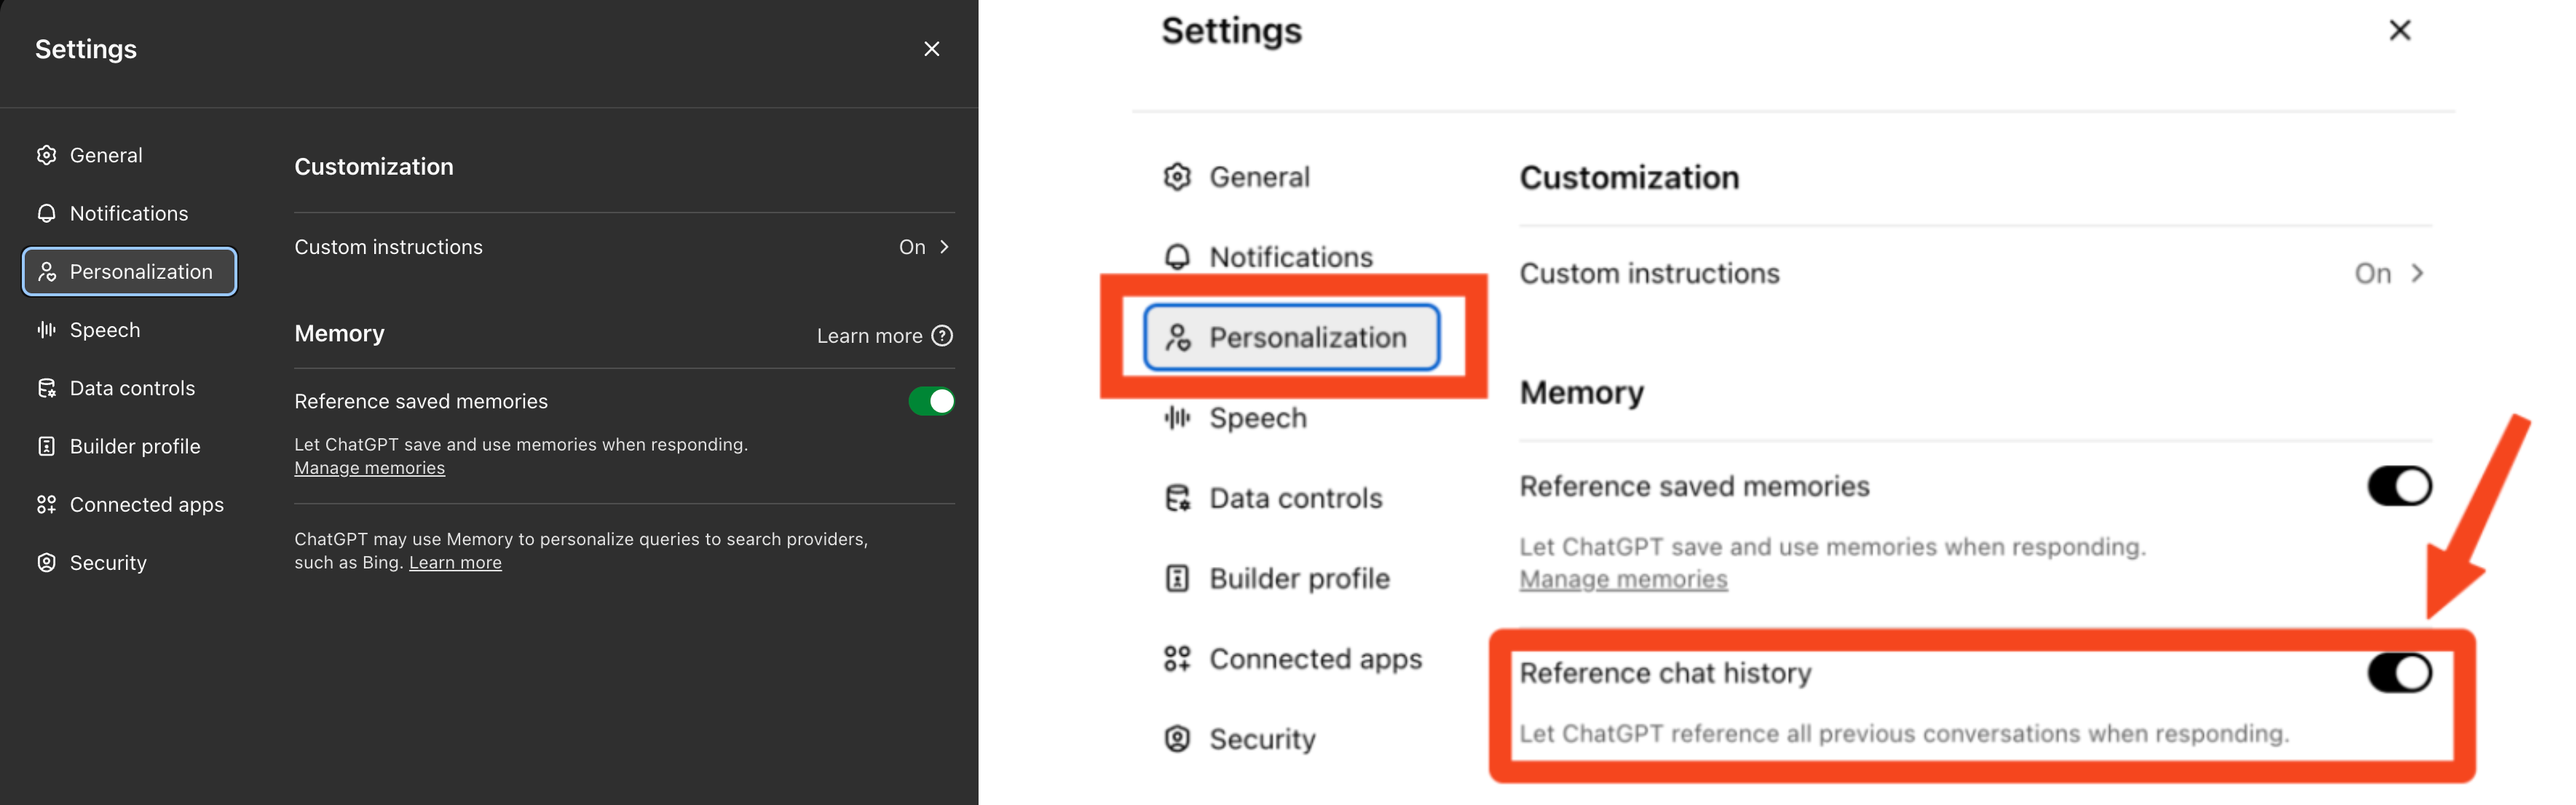 Settings
General
Notifications
Personalization
Speech
Data controls
Builder profile
Connected apps
Security
Customization
Custom instructions On
Memory Learn more
Reference saved memories
Let ChatGPT save and use memories when responding.
Manage memories
ChatGPT may use Memory to personalize queries to search providers,
such as Bing. Learn more
Settings
General
Notifications
Personalization
Speech
Data controls
Builder profile
Connected apps
Security
Customization
Custom instructions On
Memory
Reference saved memories
Let ChatGPT save and use memories when responding.
Manage memories
Reference chat history
Let ChatGPT reference all previous conversations when responding.